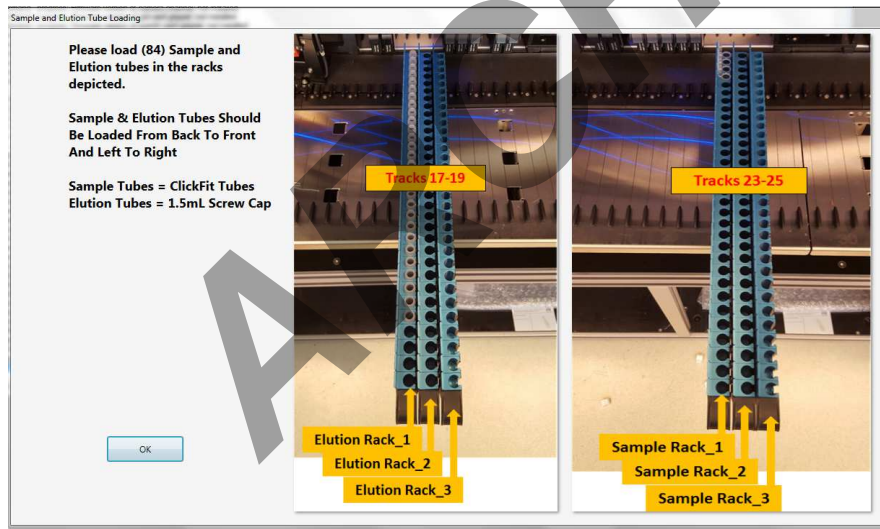 Sample and Elution Tube Loading
Please load (84) Sample and
Elution tubes in the racks
depicted.
Sample & Elution Tubes Should
Be Loaded From Back To Front
And Left To Right
Sample Tubes = ClickFit Tubes
Elution Tubes = 1.5mL Screw Cap
OK
Tracks 17-19
Elution Rack_1
Elution Rack_2
Elution Rack_3
Tracks 23-25
Sample Rack_1
Sample Rack_2
Sample Rack_3